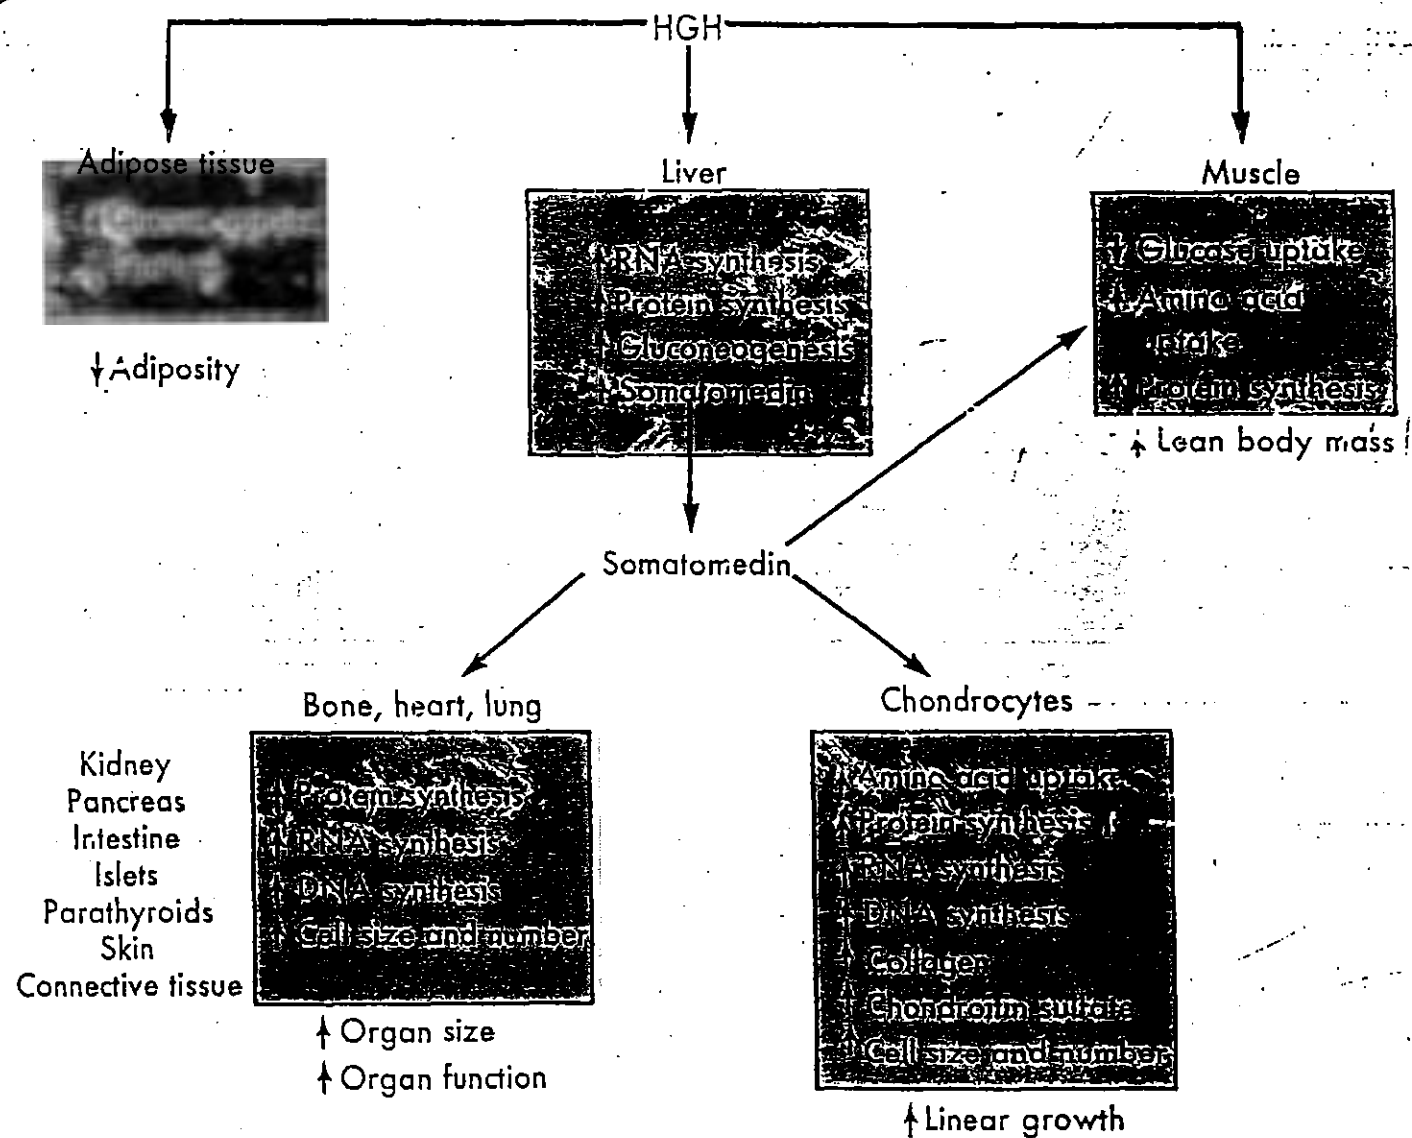 HGH
Adipose tissue
↓ Adiposity
Liver
↑ RNA synthesis
↑ Protein synthesis
↑ Gluconeogenesis
↑ Somatomedin
Muscle
↓ Glucose uptake
↑ Amino acid
uptake
↑ Protein synthesis
↑ Lean body mass
Somatomedin
Bone, heart, lung
Kidney
Pancreas
Intestine
Islets
Parathyroids
Skin
Connective tissue
↑ Protein synthesis
↑ RNA synthesis
↑ DNA synthesis
↑ Cell size and number
↑ Organ size
↑ Organ function
Chondrocytes
↑ Amino acid uptake
↑ Protein synthesis
↑ RNA synthesis
↑ DNA synthesis
↑ Collagen
↑ Chondroitin sulfate
↑ Cell size and number
↑ Linear growth